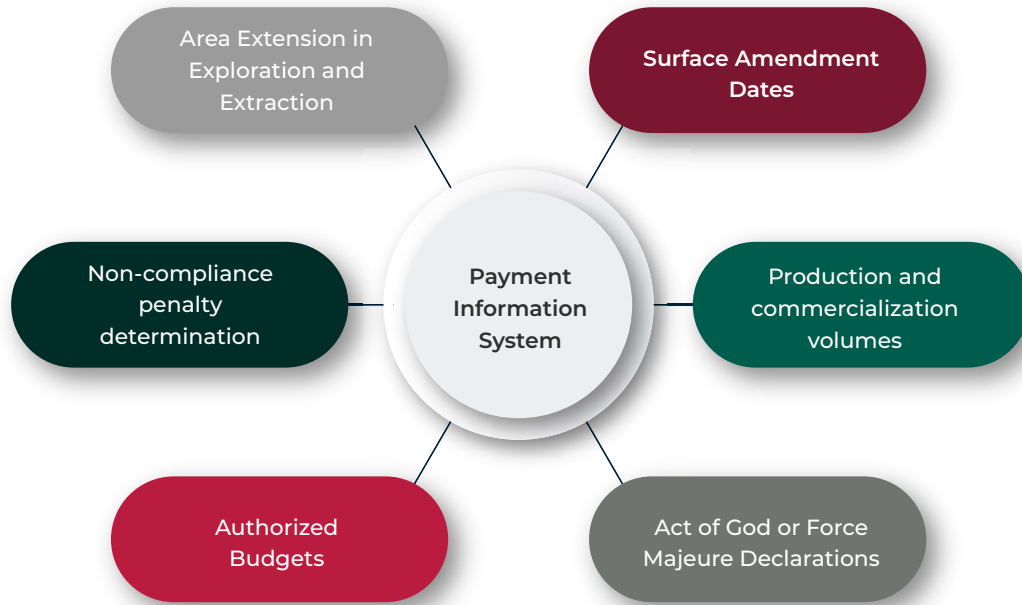 Area Extension in
Exploration and
Extraction
Surface Amendment
Dates
Non-compliance
penalty
determination
Payment
Information
System
Production and
commercialization
volumes
Authorized
Budgets
Act of God or Force
Majeure Declarations